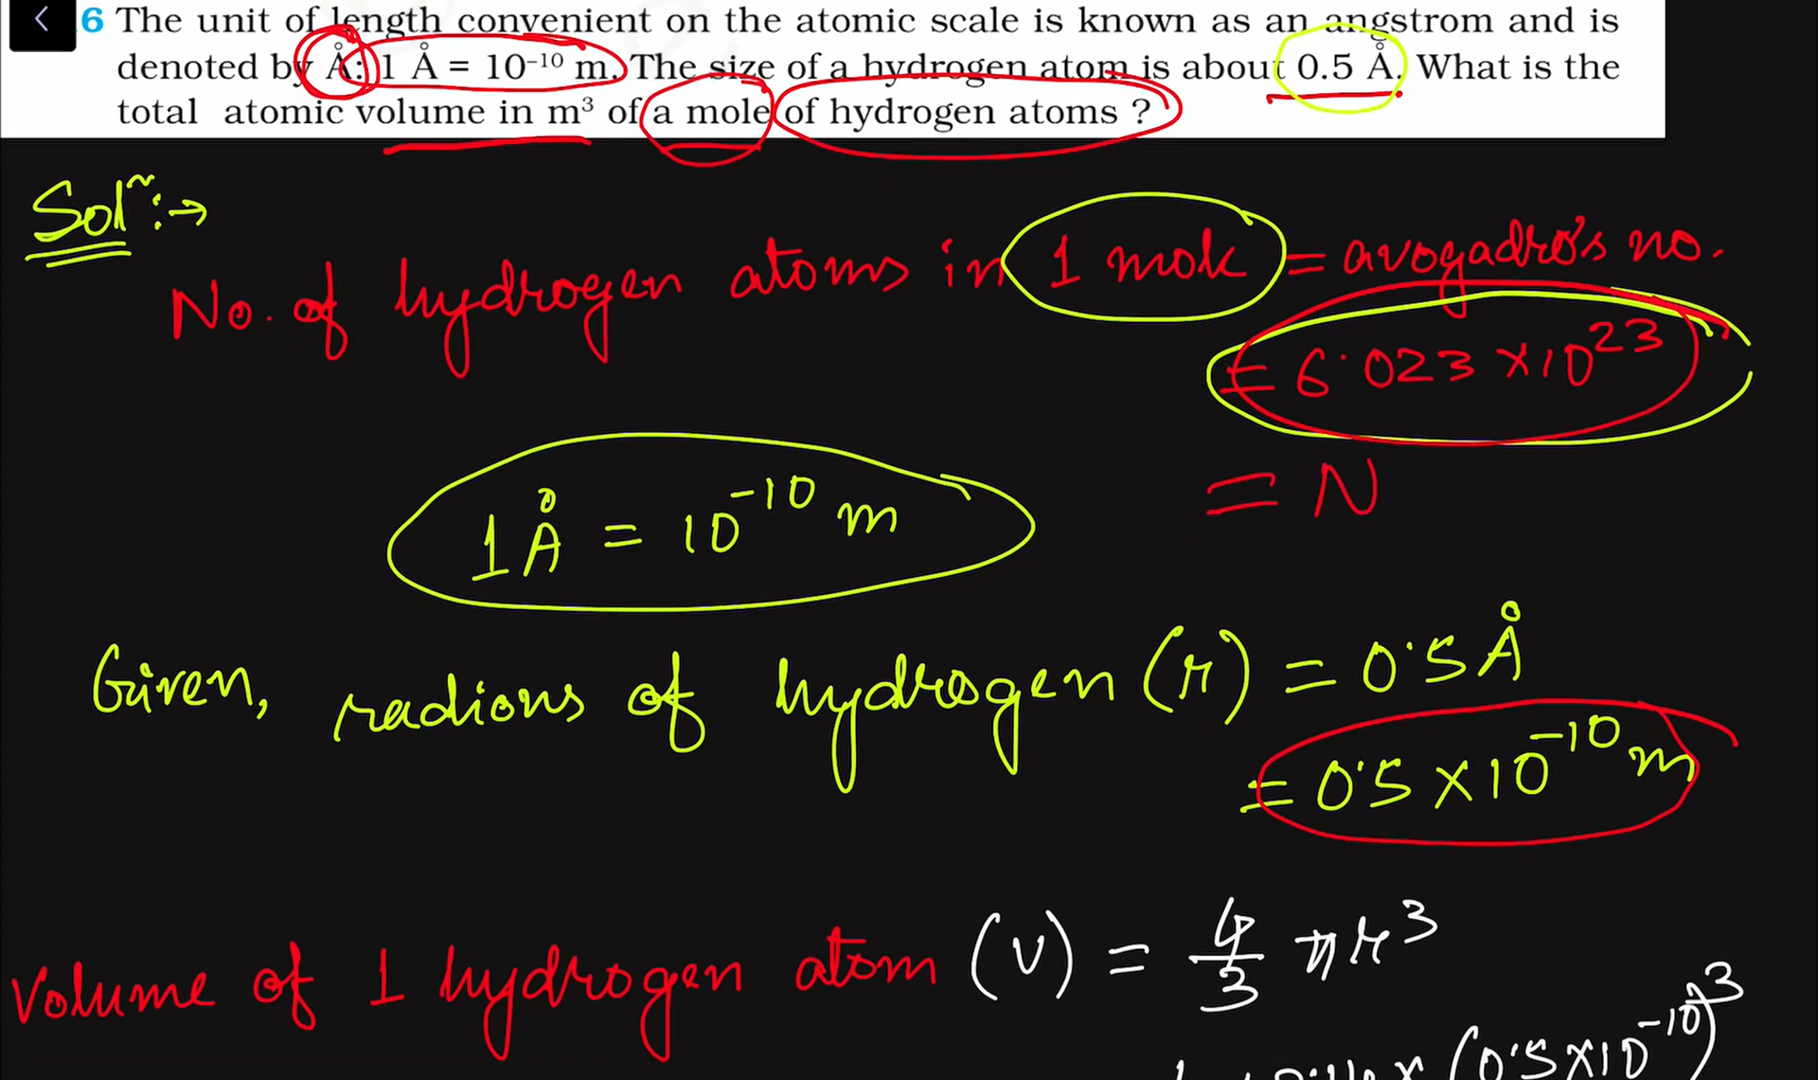 6 The unit of length convenient on the atomic scale is known as an angstrom and is
denoted by Å: 1 Å = 10⁻¹⁰ m. The size of a hydrogen atom is about 0.5 Å. What is the
total atomic volume in m³ of a mole of hydrogen atoms ?
Solⁿ :→
No. of hydrogen atoms in 1 mole = avogadro's no.
= 6.023 × 10²³
= N
1 Å = 10⁻¹⁰ m
Given, radions of hydrogen (r) = 0.5 Å
= 0.5 × 10⁻¹⁰ m
Volume of 1 hydrogen atom (V) = 4/3 πr³
(0.5×10⁻¹⁰)³